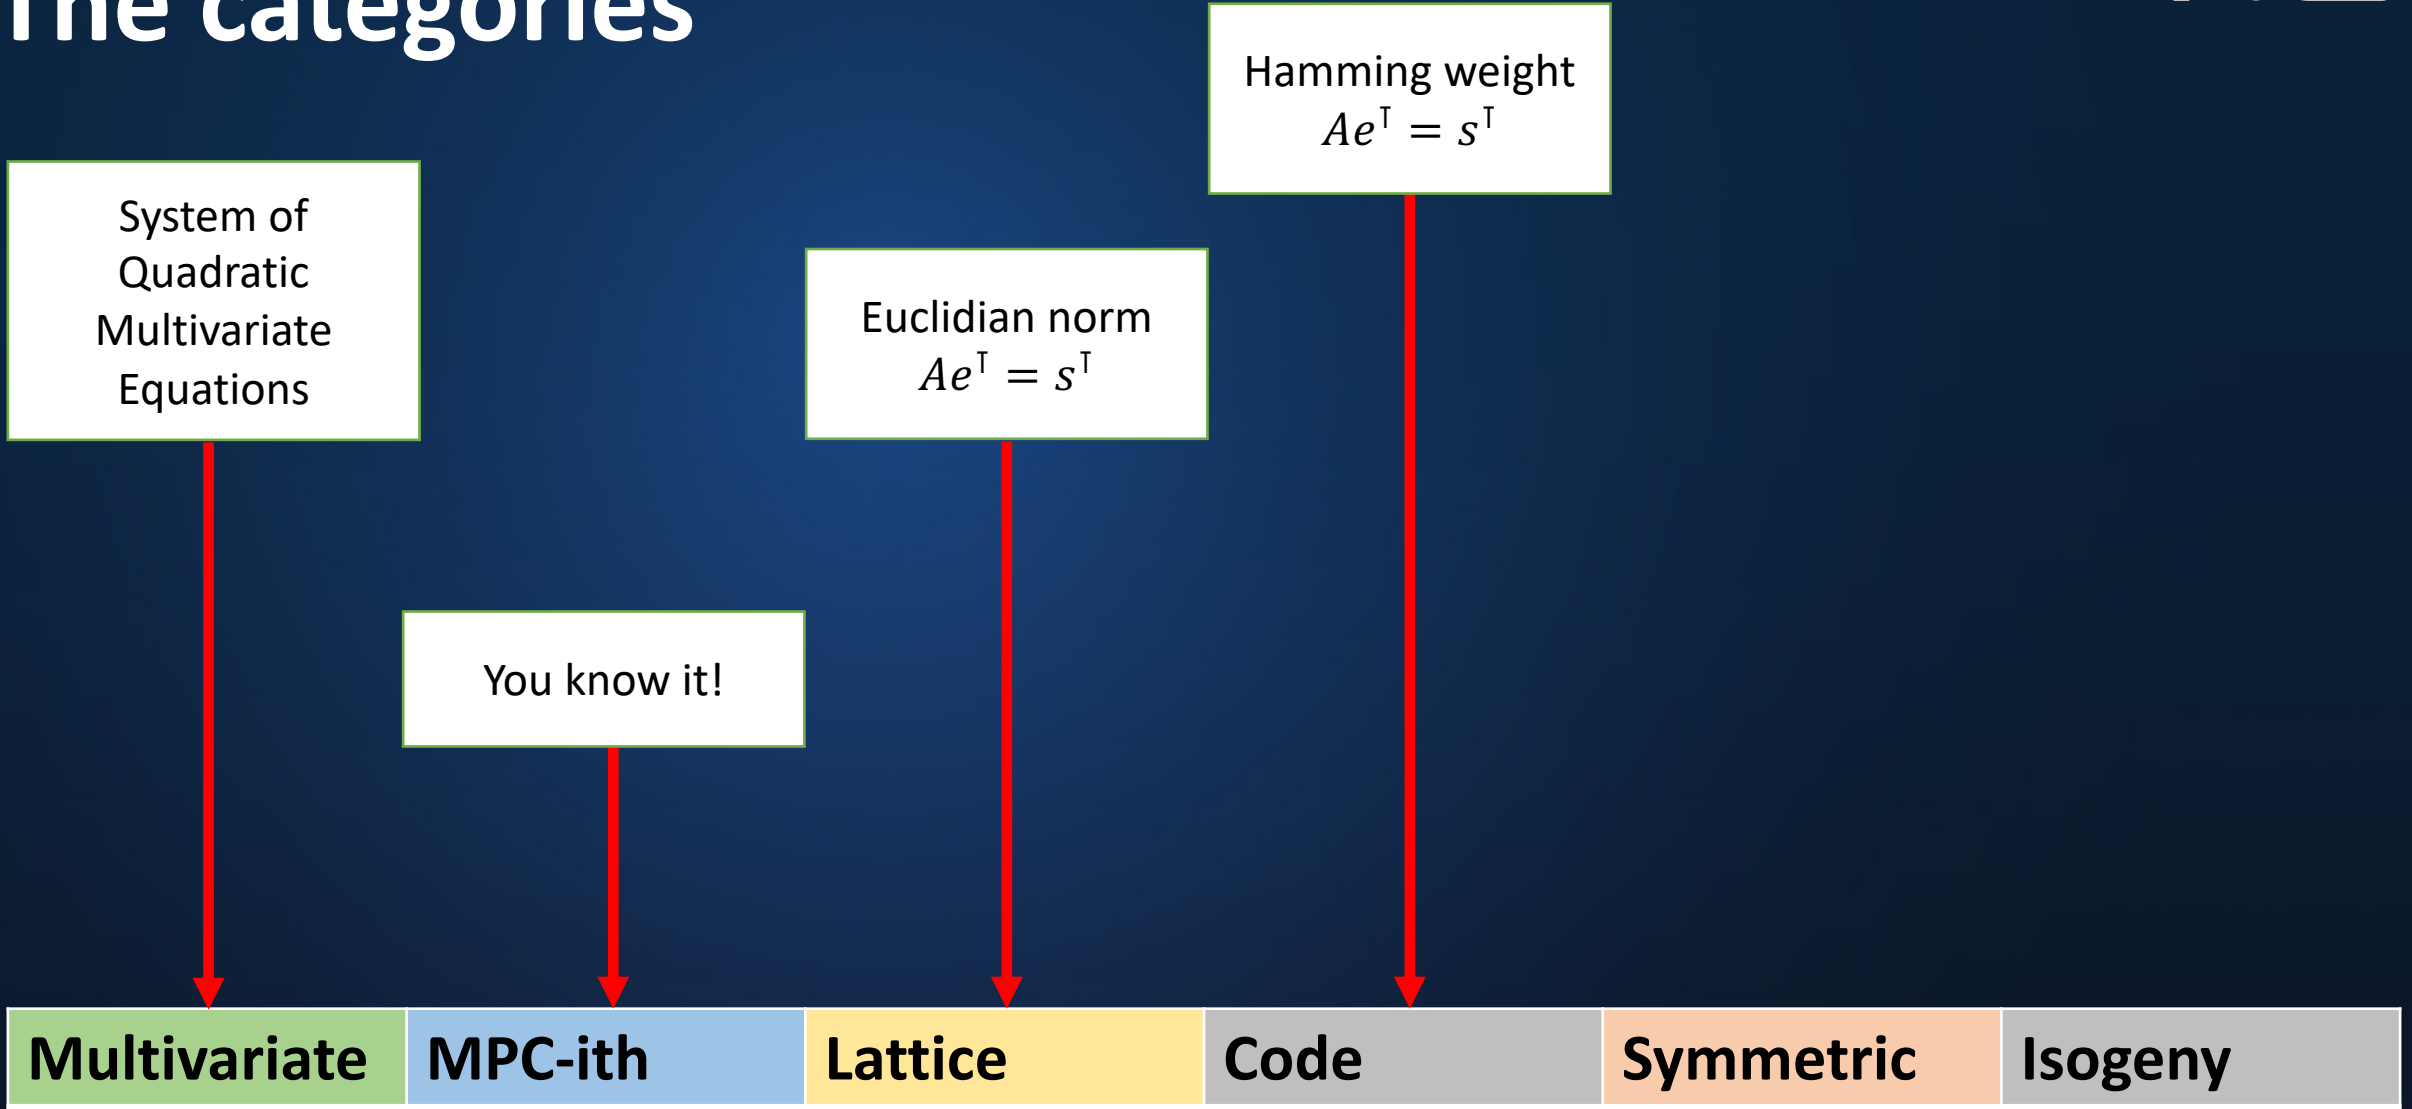 The categories
Hamming weight
Ae⊺ = s⊺
System of
Quadratic
Multivariate
Equations
Euclidian norm
Ae⊺ = s⊺
You know it!
Multivariate
MPC-ith
Lattice
Code
Symmetric
Isogeny